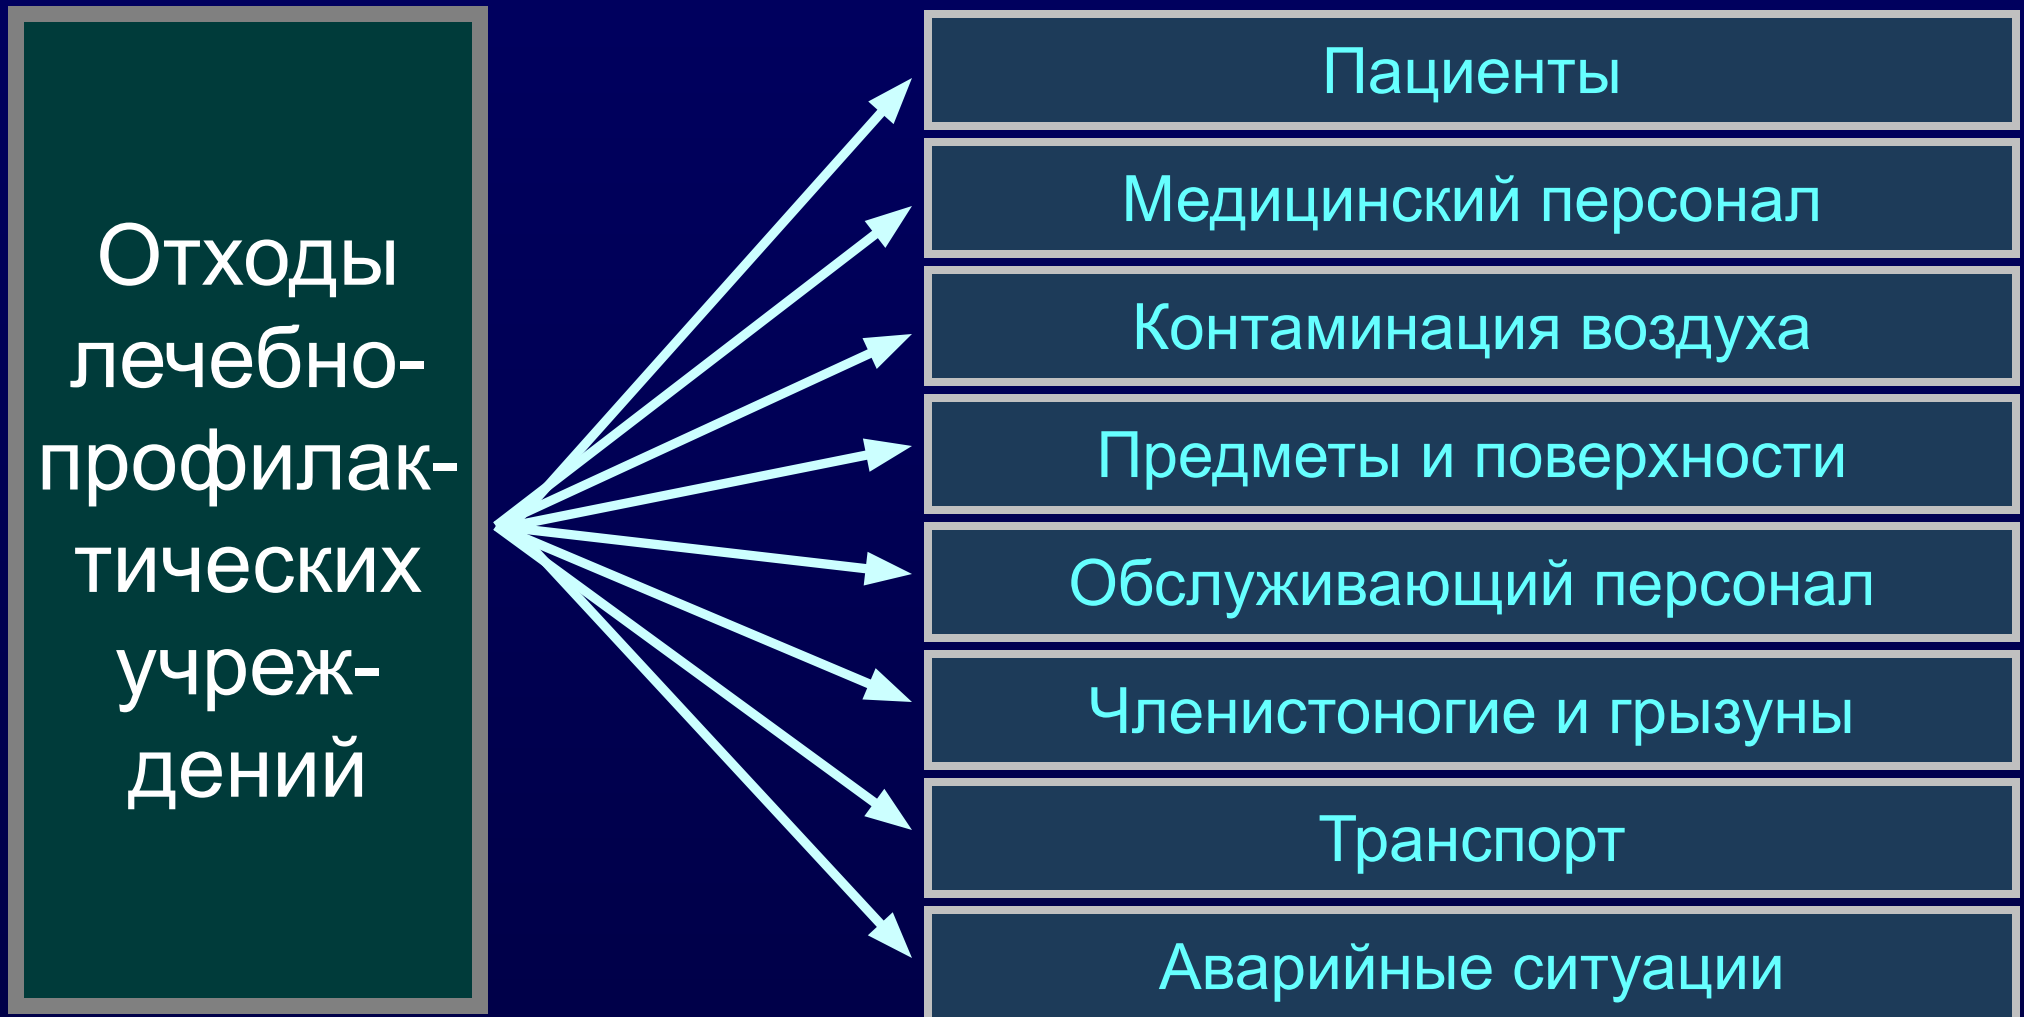 Отходы
лечебно-
профилак-
тических
учреж-
дений
Пациенты
Медицинский персонал
Контаминация воздуха
Предметы и поверхности
Обслуживающий персонал
Членистоногие и грызуны
Транспорт
Аварийные ситуации